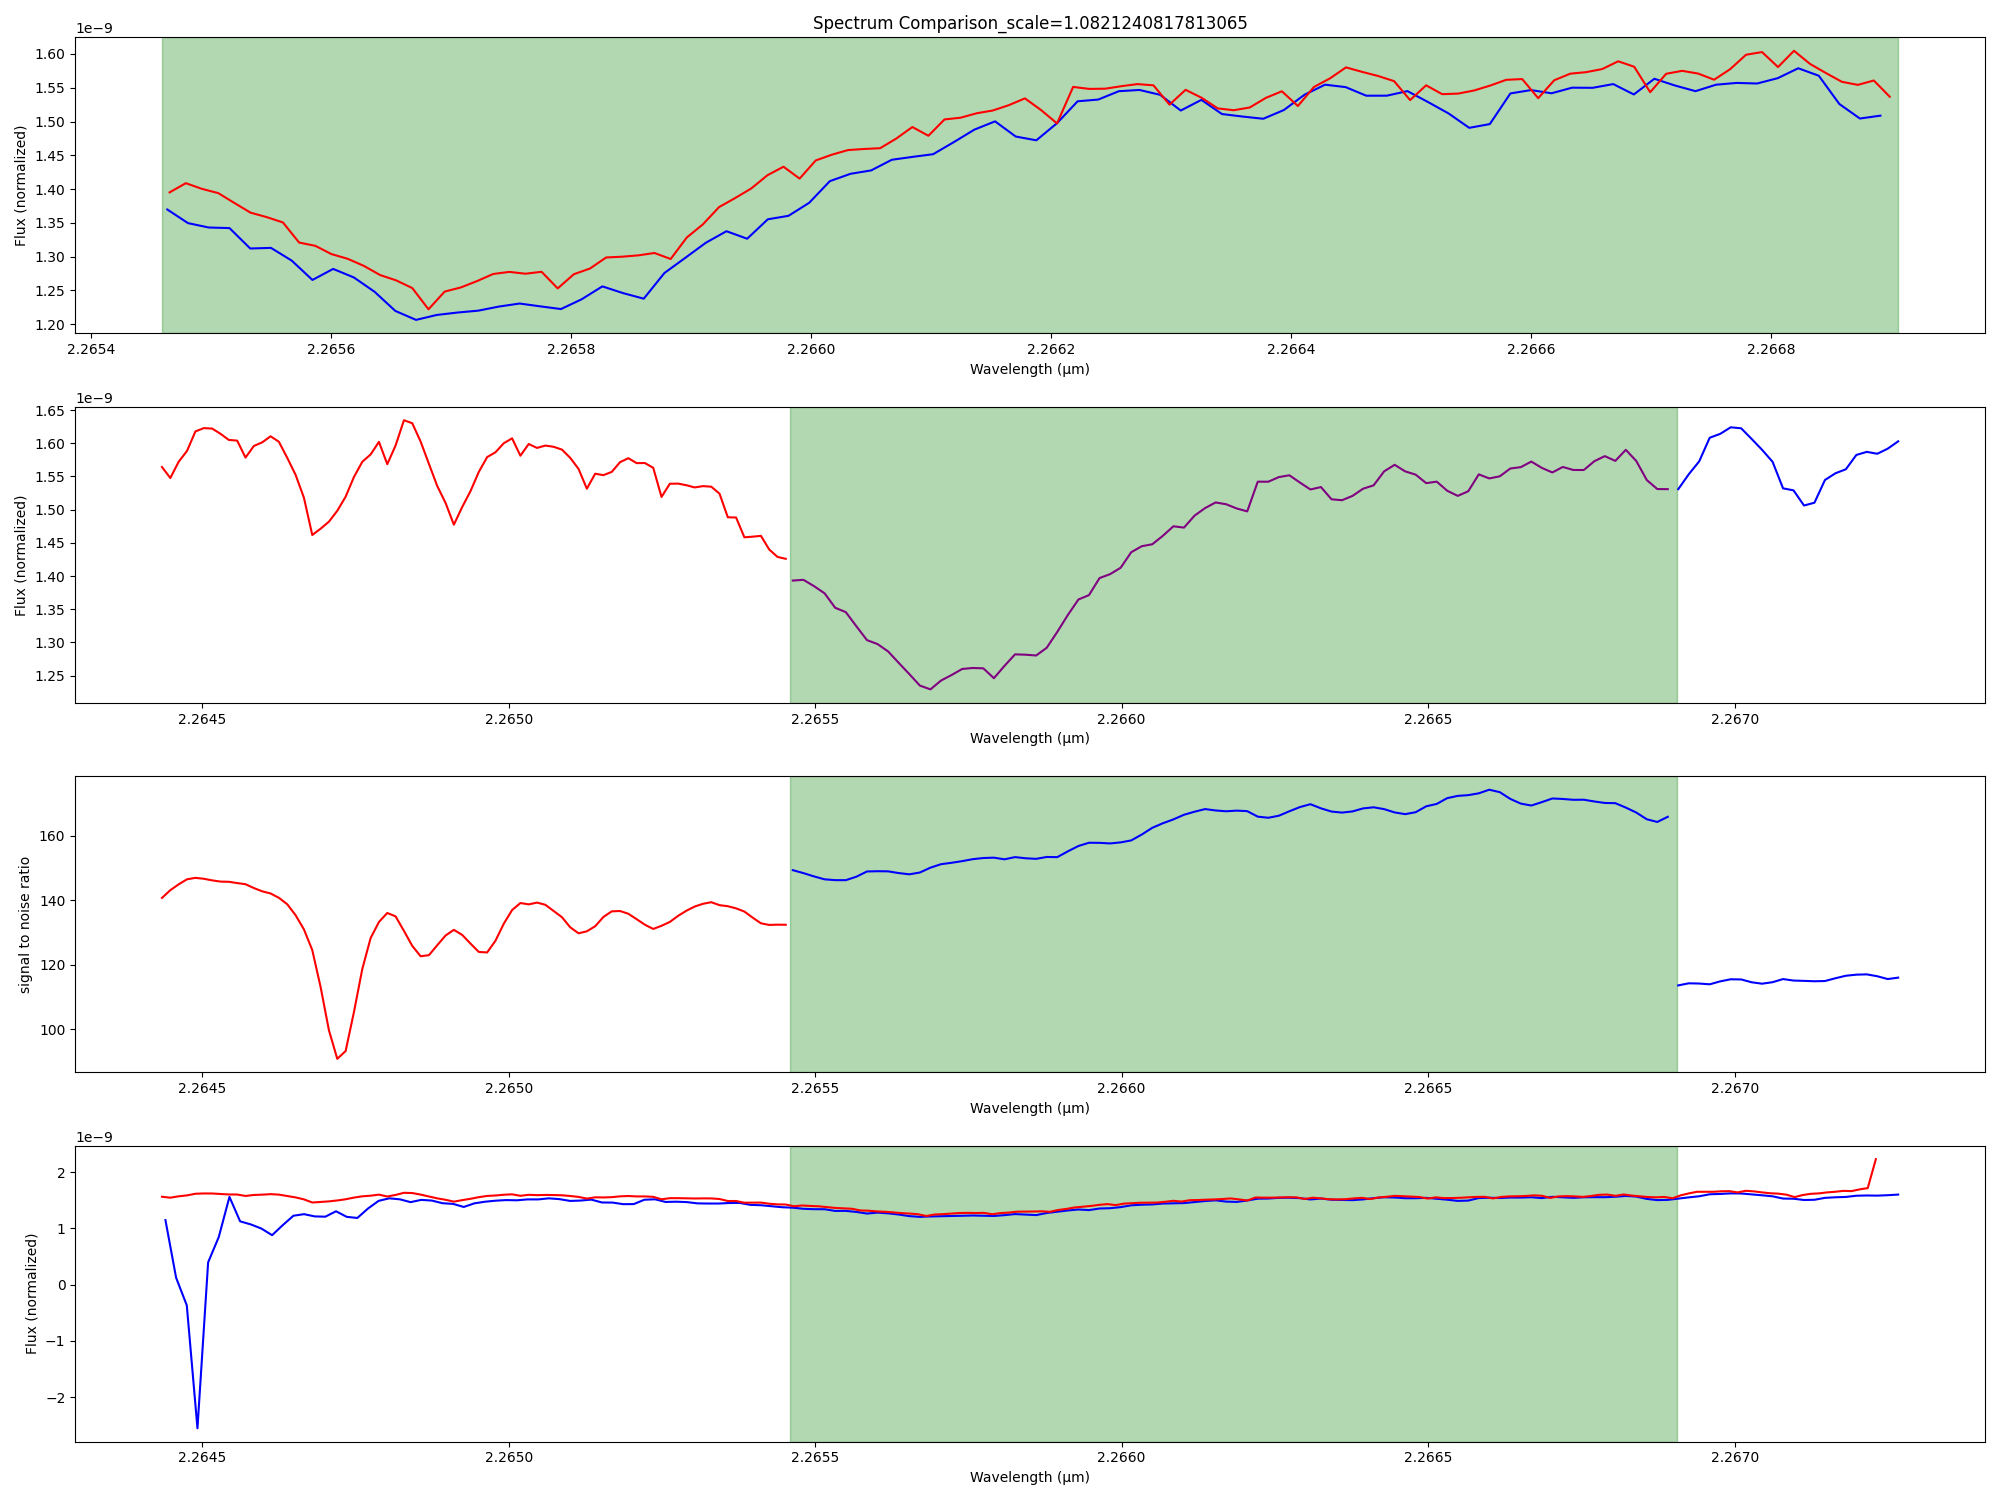 Spectrum Comparison_scale=1.0821240817813065
1e−9
Flux (normalized)
1.60
1.55
1.50
1.45
1.40
1.35
1.30
1.25
1.20
2.2654 2.2656 2.2658 2.2660 2.2662 2.2664 2.2666 2.2668
Wavelength (μm)
1e−9
Flux (normalized)
1.65
1.60
1.55
1.50
1.45
1.40
1.35
1.30
1.25
2.2645 2.2650 2.2655 2.2660 2.2665 2.2670
Wavelength (μm)
signal to noise ratio
160
140
120
100
2.2645 2.2650 2.2655 2.2660 2.2665 2.2670
Wavelength (μm)
1e−9
Flux (normalized)
2
1
0
−1
−2
2.2645 2.2650 2.2655 2.2660 2.2665 2.2670
Wavelength (μm)